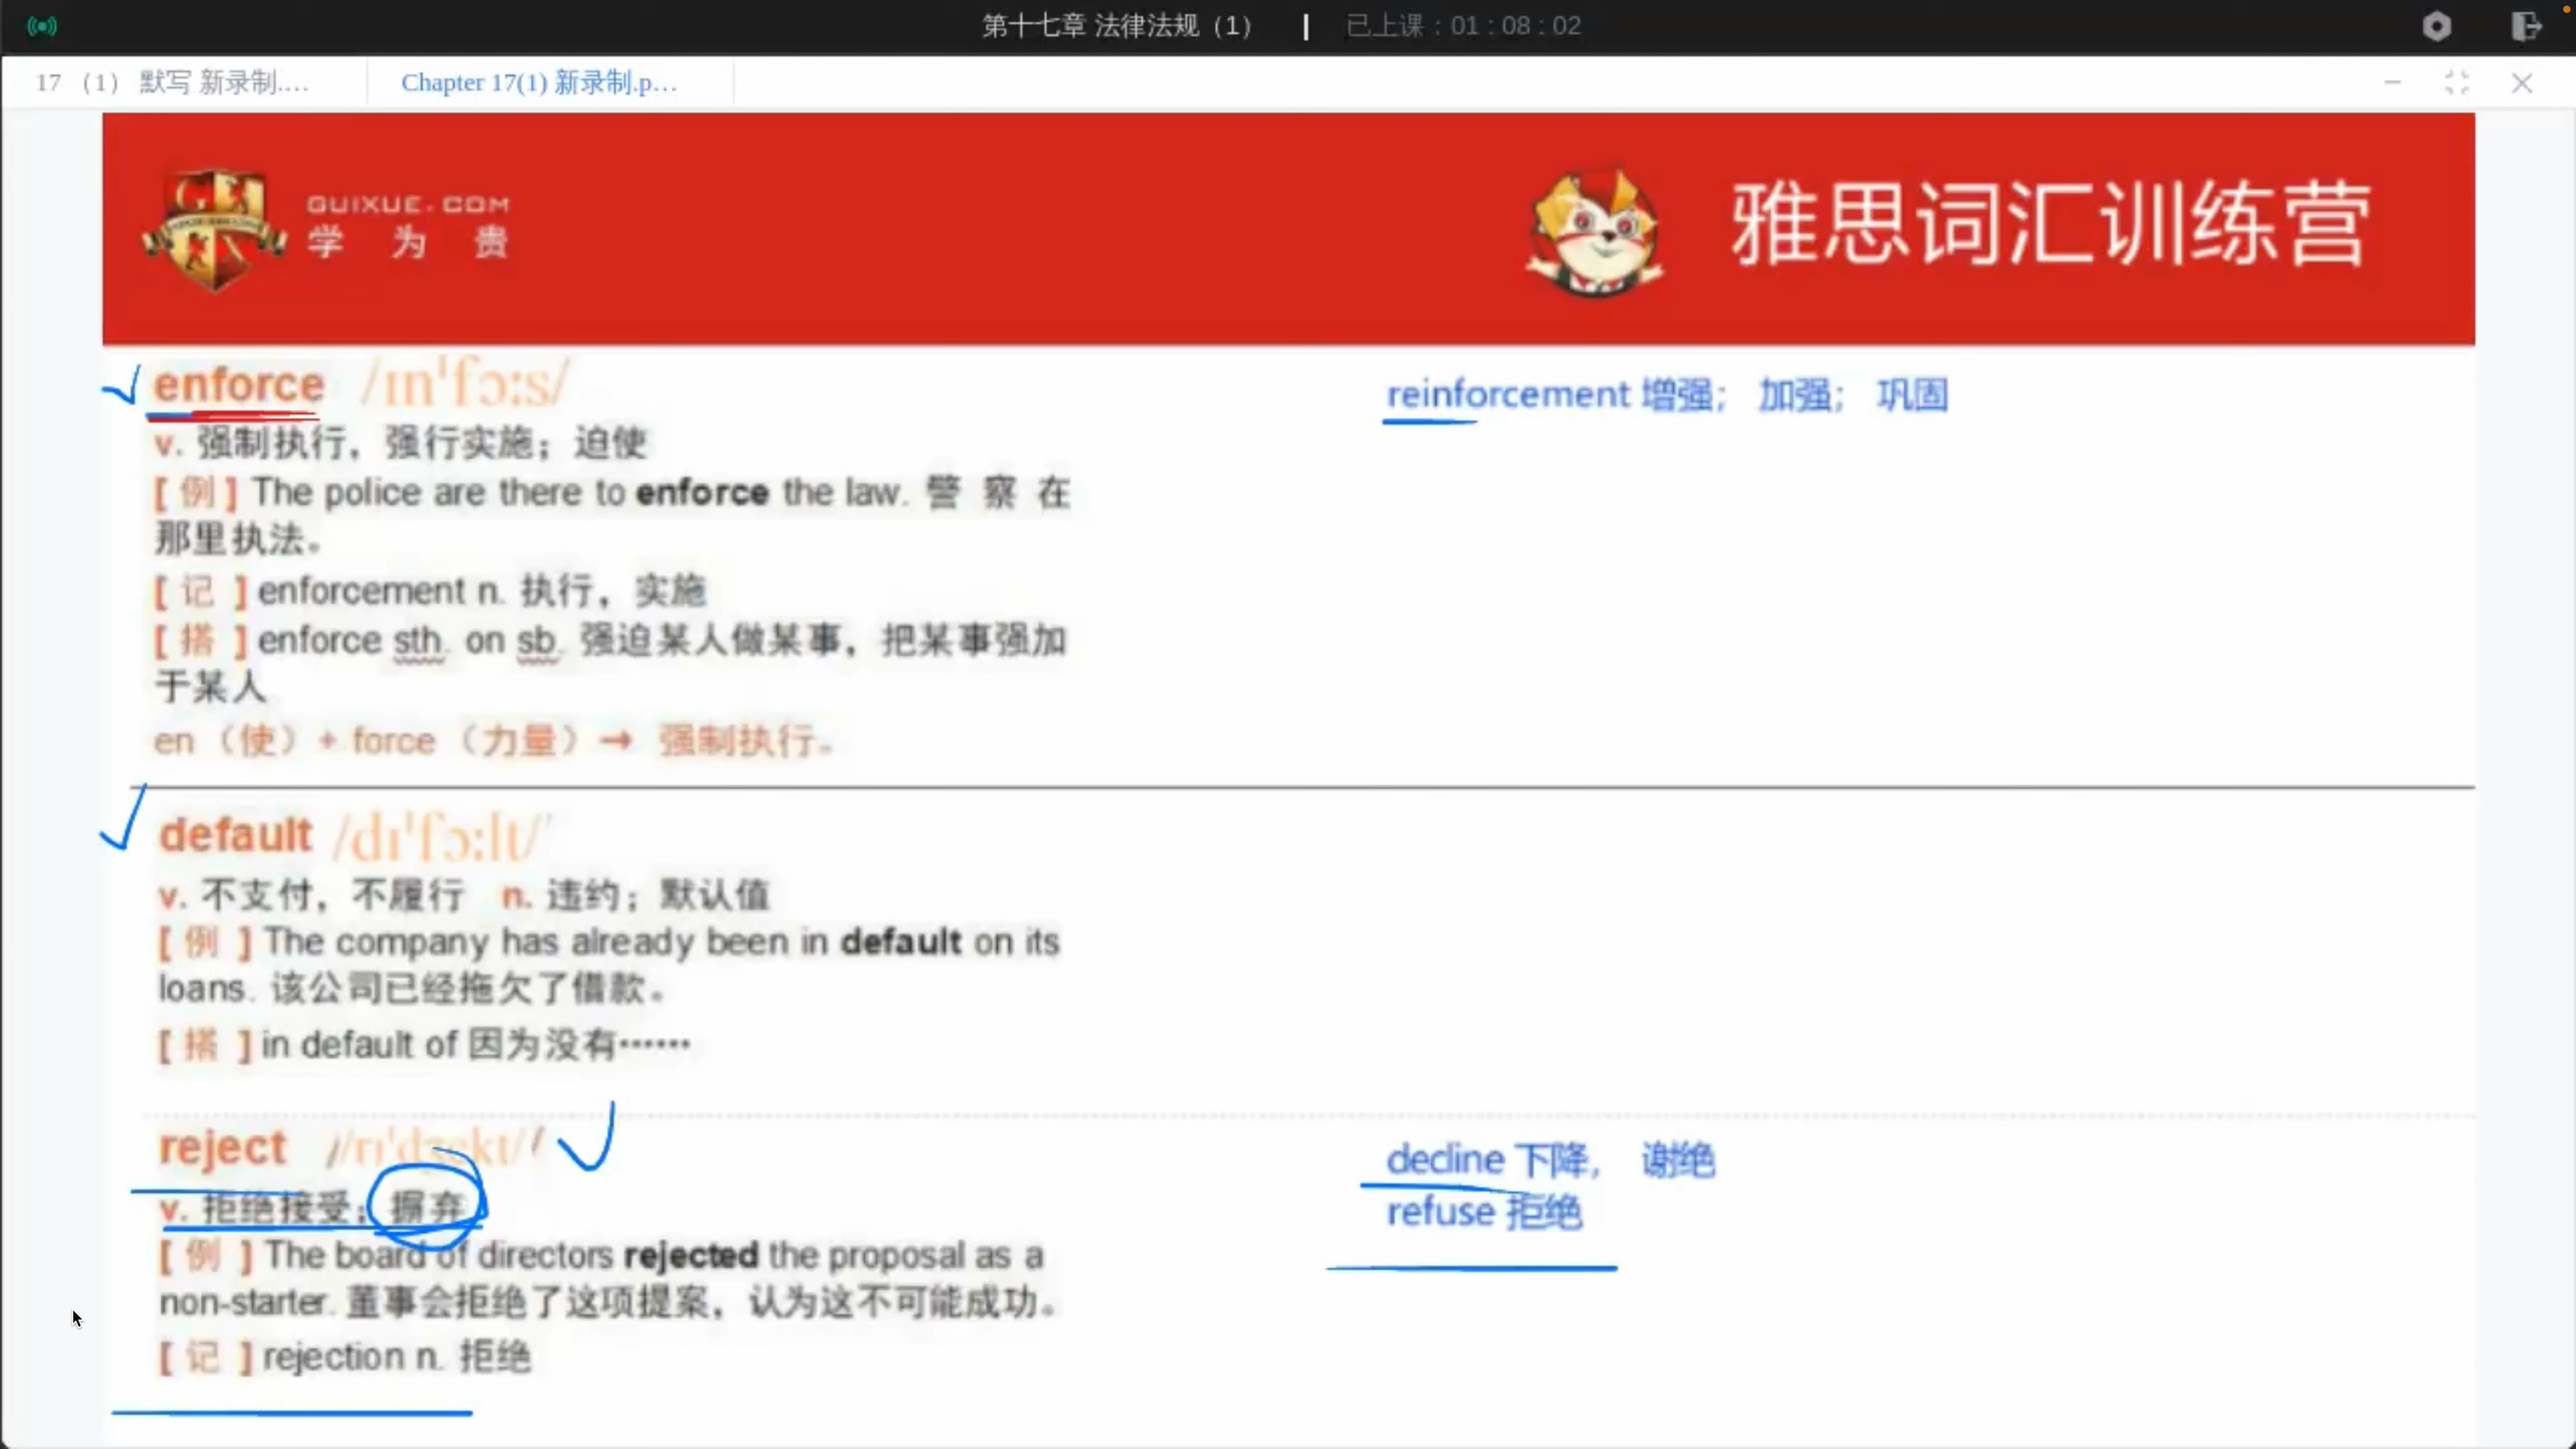 第十七章 法律法规（1） | 已上课：01：08：02
17 （1） 默写 新录制.… Chapter 17(1) 新录制.p…
GUIXUE.COM
学为贵
雅思词汇训练营
enforce /ɪnˈfɔːs/
reinforcement 增强； 加强； 巩固
v. 强制执行，强行实施；迫使
[ 例 ] The police are there to enforce the law. 警 察 在
那里执法。
[ 记 ] enforcement n. 执行，实施
[ 搭 ] enforce sth. on sb. 强迫某人做某事，把某事强加
于某人
en（使）+ force（力量）→ 强制执行。
default /dɪˈfɔːlt/
v. 不支付，不履行 n. 违约；默认值
[ 例 ] The company has already been in default on its
loans. 该公司已经拖欠了借款。
[ 搭 ] in default of 因为没有……
reject //rɪˈdʒekt//
decline 下降， 谢绝
v. 拒绝接受；摒弃
refuse 拒绝
[ 例 ] The board of directors rejected the proposal as a
non-starter. 董事会拒绝了这项提案，认为这不可能成功。
[ 记 ] rejection n. 拒绝